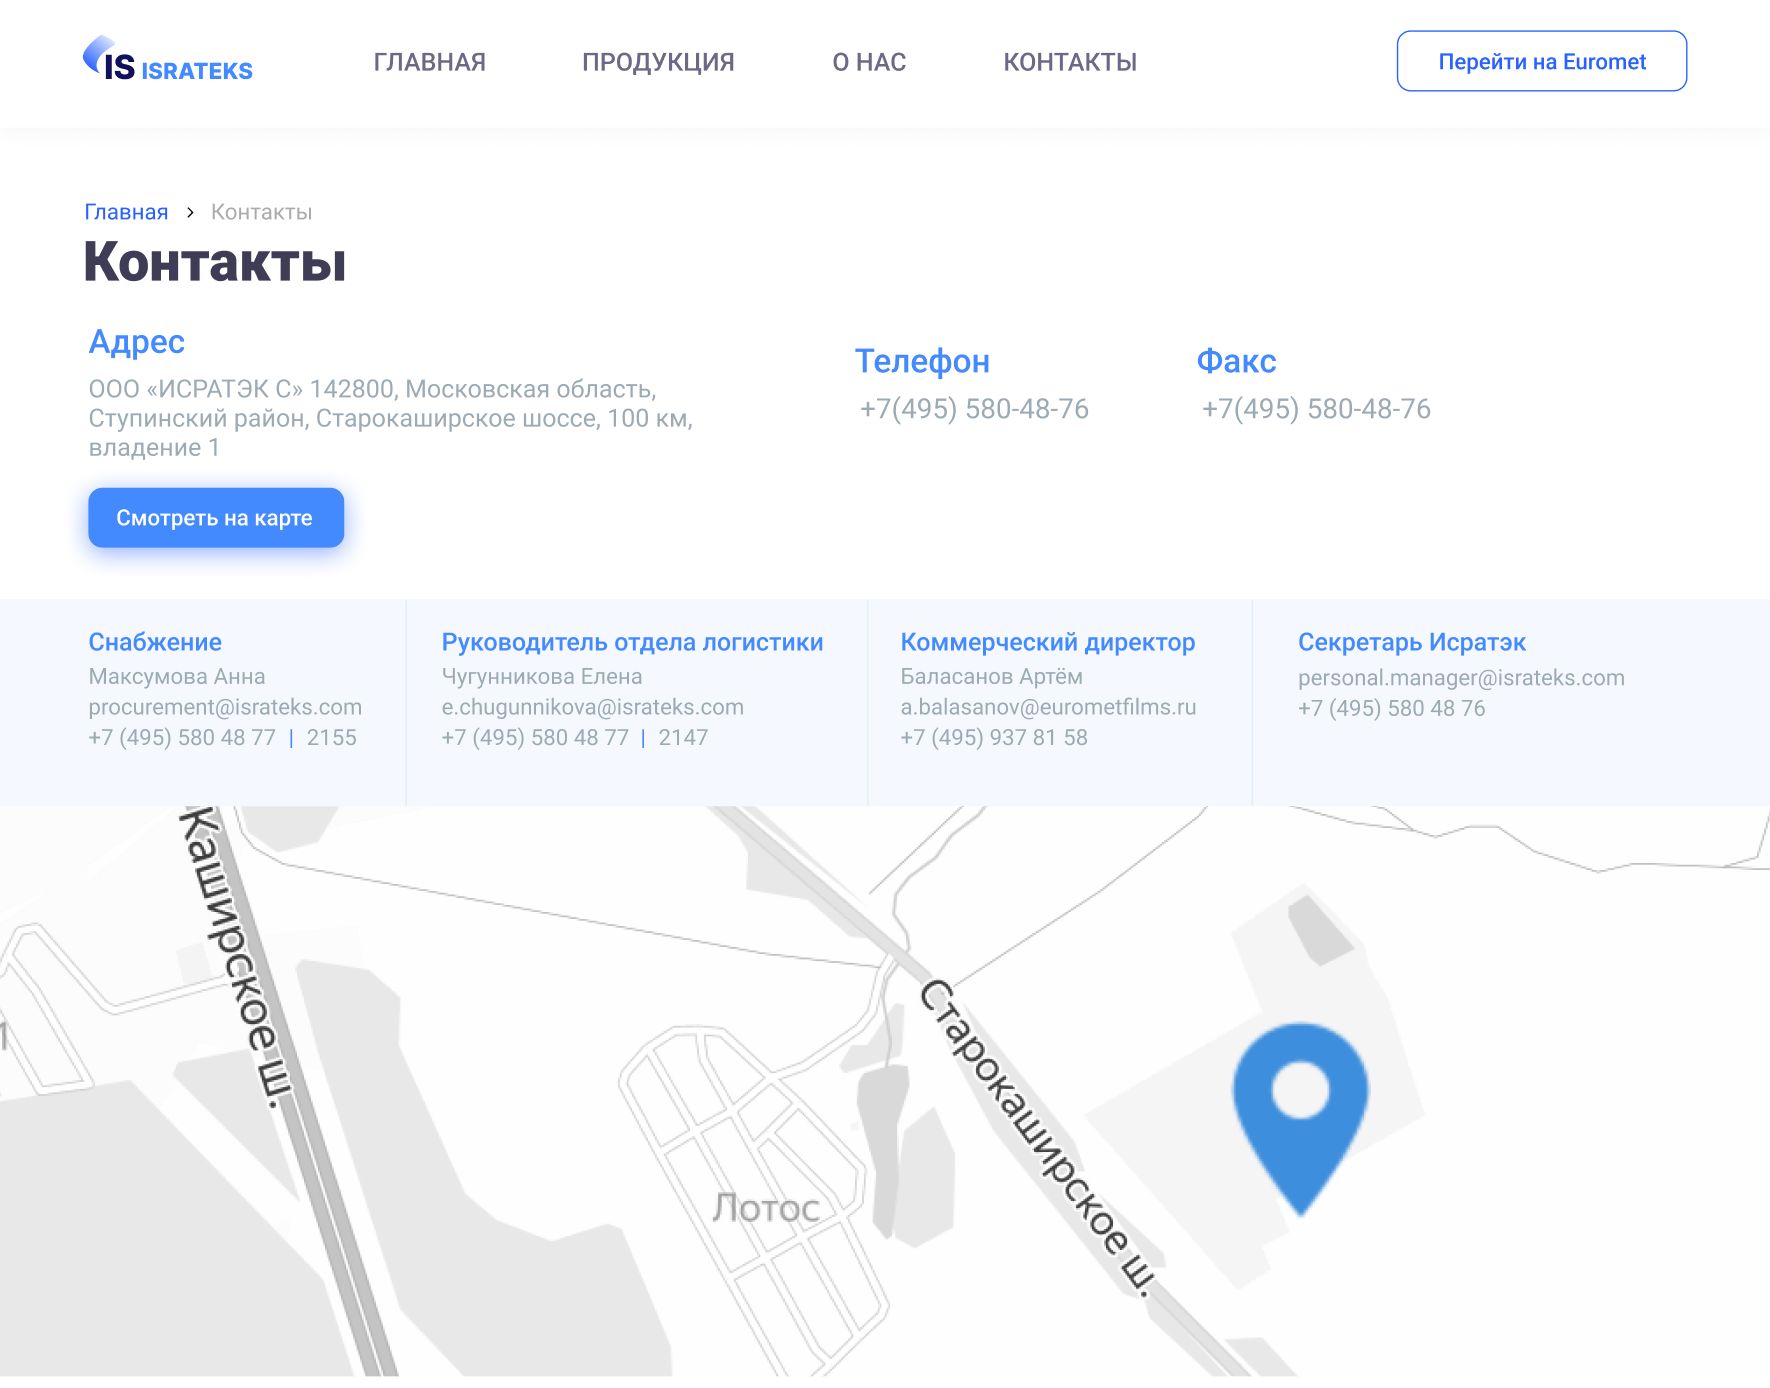 IS ISRATEKS
ГЛАВНАЯ
ПРОДУКЦИЯ
О НАС
КОНТАКТЫ
Перейти на Euromet
Главная > Контакты
Контакты
Адрес
ООО «ИСРАТЭК С» 142800, Московская область,
Ступинский район, Старокаширское шоссе, 100 км,
владение 1
Смотреть на карте
Телефон
+7(495) 580-48-76
Факс
+7(495) 580-48-76
Снабжение
Максумова Анна
procurement@israteks.com
+7 (495) 580 48 77 | 2155
Руководитель отдела логистики
Чугунникова Елена
e.chugunnikova@israteks.com
+7 (495) 580 48 77 | 2147
Коммерческий директор
Баласанов Артём
a.balasanov@eurometfilms.ru
+7 (495) 937 81 58
Секретарь Исратэк
personal.manager@israteks.com
+7 (495) 580 48 76
Каширское ш.
Старокаширское ш.
Лотос